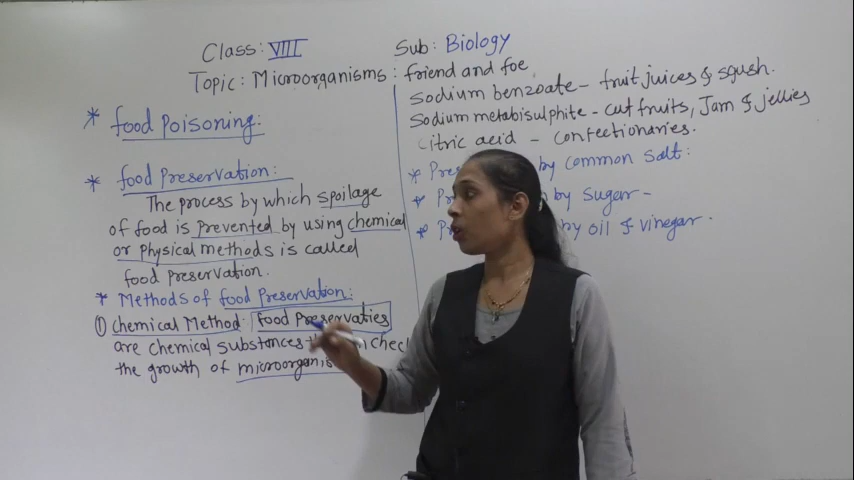 Class: VIII Sub: Biology
Topic: Microorganisms: friend and foe
* food Poisoning:
* food Preservation:
The process by which spoilage
of food is prevented by using chemical
or physical methods is called
food preservation.
* Methods of food Preservation:
① Chemical Method: food preservaties
are chemical substances check
the growth of
sodium benzoate - fruit juices & sqush.
Sodium metabisulphite - cut fruits, Jam & jellies
citric acid - confectionaries.
* by common salt:
* by sugar -
* by oil & vinegar.